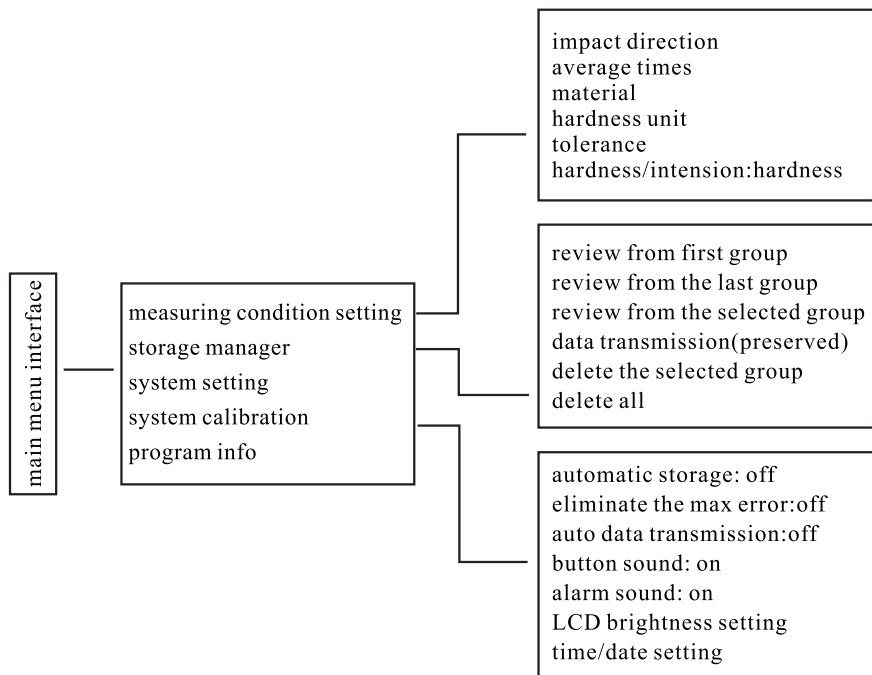 main menu interface
measuring condition setting
storage manager
system setting
system calibration
program info
impact direction
average times
material
hardness unit
tolerance
hardness/intension:hardness
review from first group
review from the last group
review from the selected group
data transmission(preserved)
delete the selected group
delete all
automatic storage: off
eliminate the max error:off
auto data transmission:off
button sound: on
alarm sound: on
LCD brightness setting
time/date setting